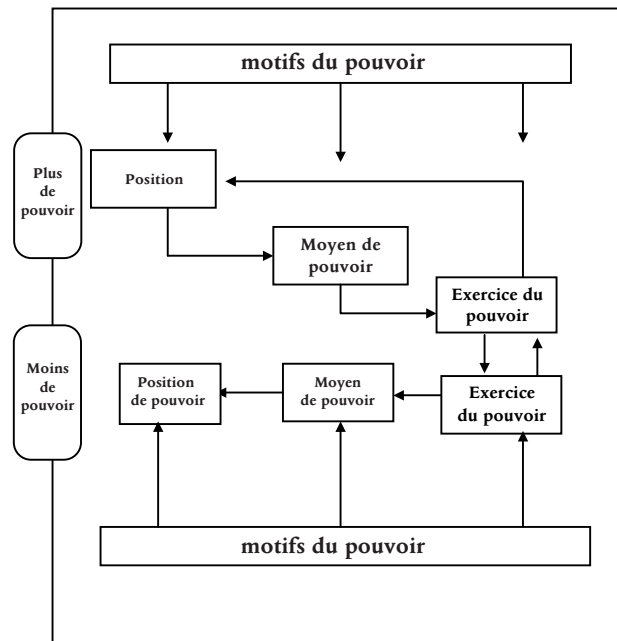 motifs du pouvoir
Plus
de
pouvoir
Position
Moyen de
pouvoir
Exercice du
pouvoir
Moins
de
pouvoir
Position
de pouvoir
Moyen
de pouvoir
Exercice
du pouvoir
motifs du pouvoir